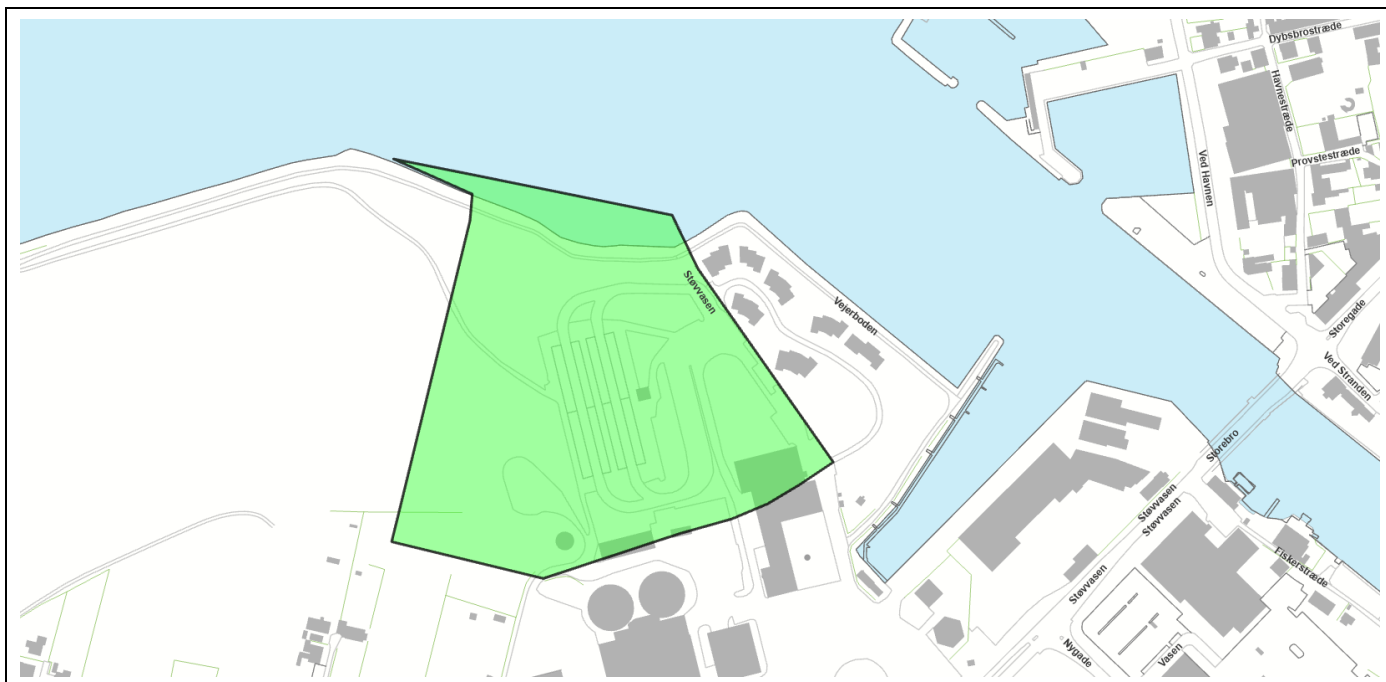 Dybsbrostræde
Havnestræde
Provstestræde
Ved Havnen
Støvvasen
Vejerboden
Storegade
Ved Stranden
Storebro
Støvvasen
Støvvasen
Fiskerstræde
Støvvasen
Nygade
Vasen